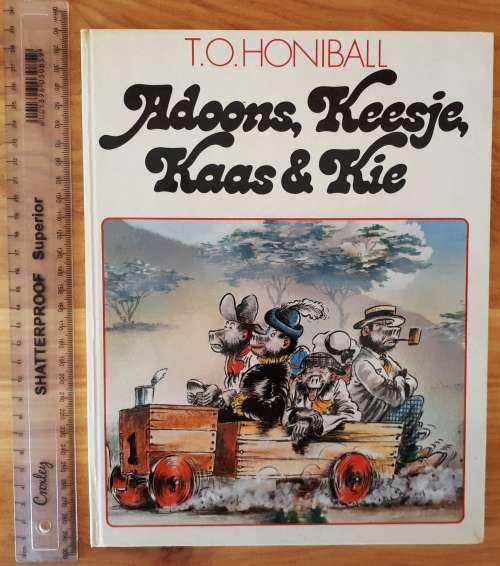 T.O. HONIBALL
Adoons, Keesje,
Kaas & Kie
1
SHATTERPROOF Superior
Croxley